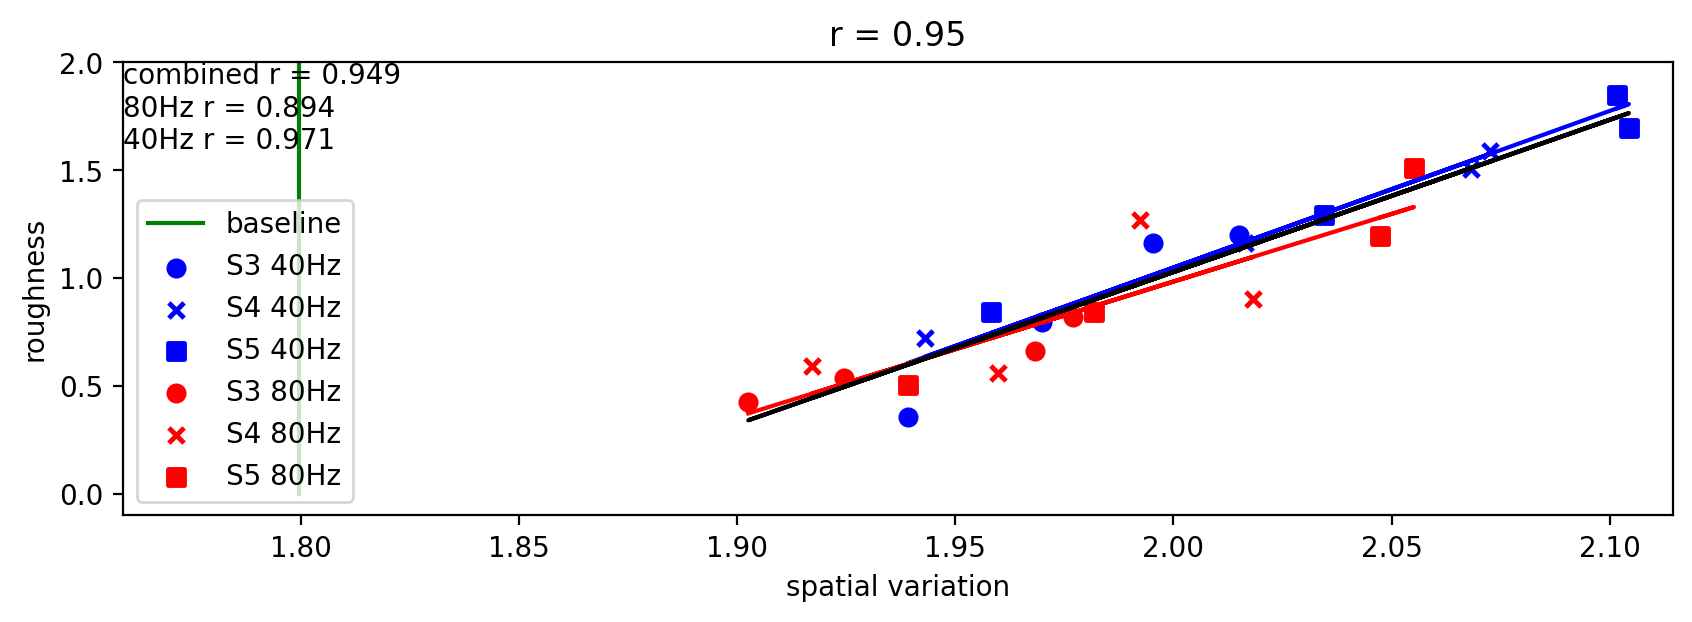 r = 0.95
combined r = 0.949
80Hz r = 0.894
40Hz r = 0.971
baseline
S3 40Hz
S4 40Hz
S5 40Hz
S3 80Hz
S4 80Hz
S5 80Hz
2.0
1.5
1.0
0.5
0.0
roughness
1.80 1.85 1.90 1.95 2.00 2.05 2.10
spatial variation